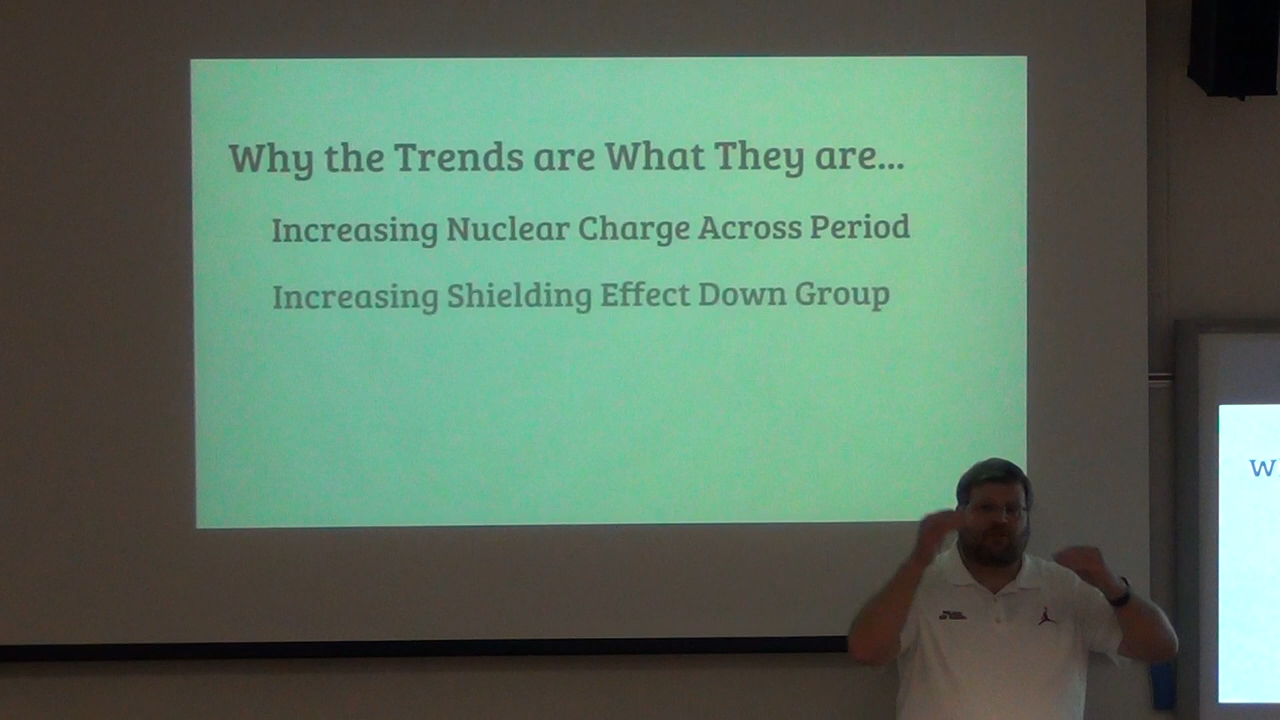 Why the Trends are What They are...
Increasing Nuclear Charge Across Period
Increasing Shielding Effect Down Group